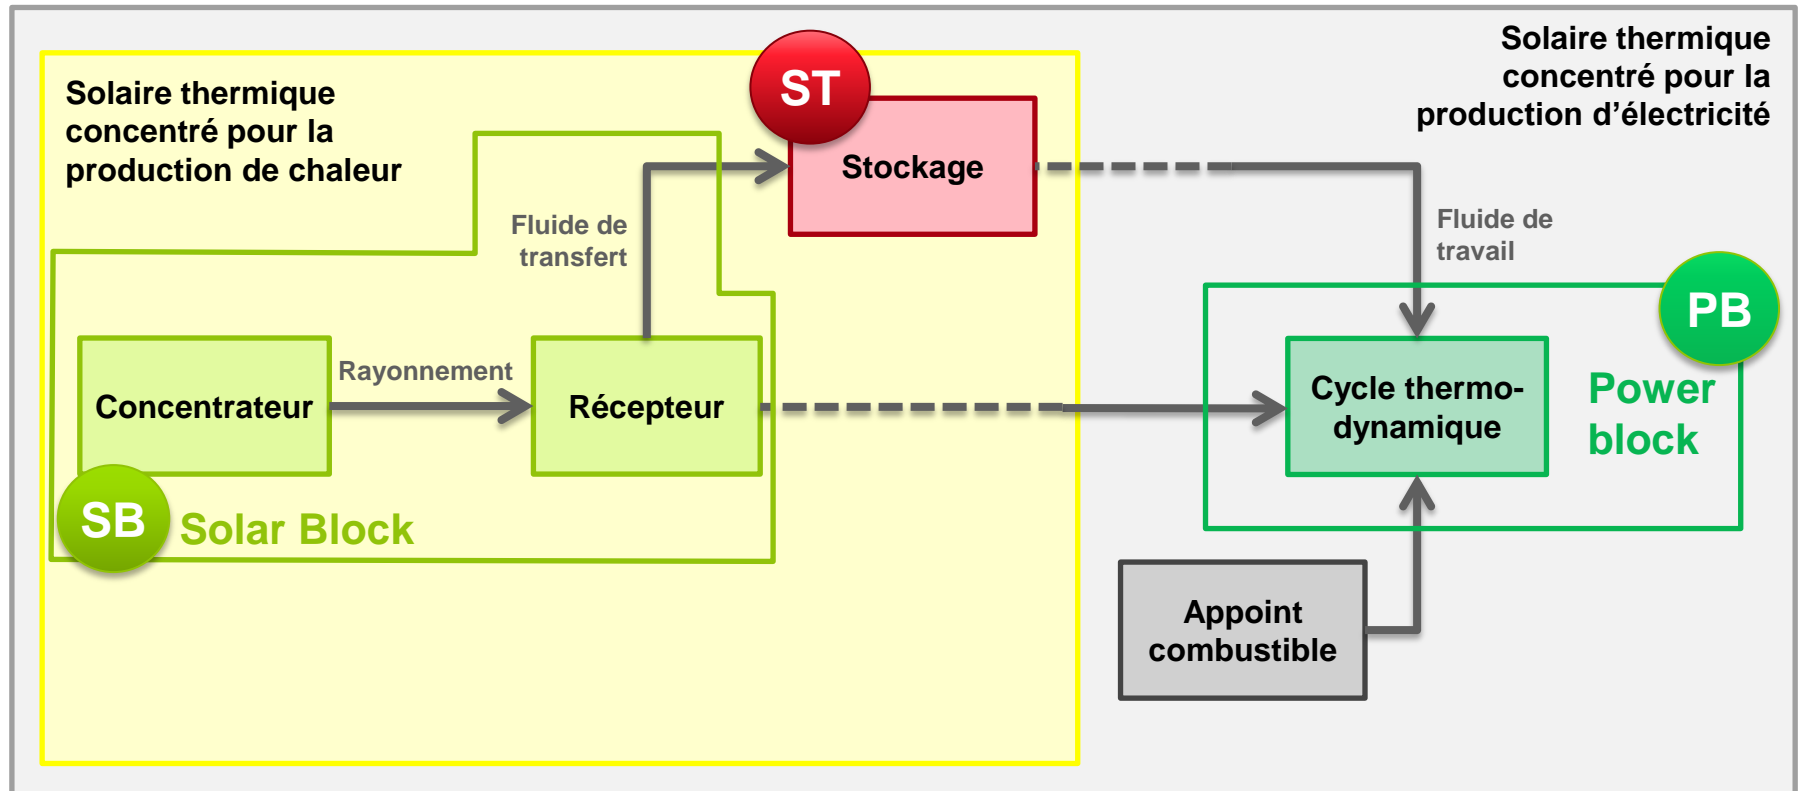 Solaire thermique
concentré pour la
production de chaleur
ST
Stockage
Solaire thermique
concentré pour la
production d’électricité
Fluide de
transfert
Fluide de
travail
PB
Concentrateur
Rayonnement
Récepteur
Cycle thermo-
dynamique
Power
block
SB
Solar Block
Appoint
combustible